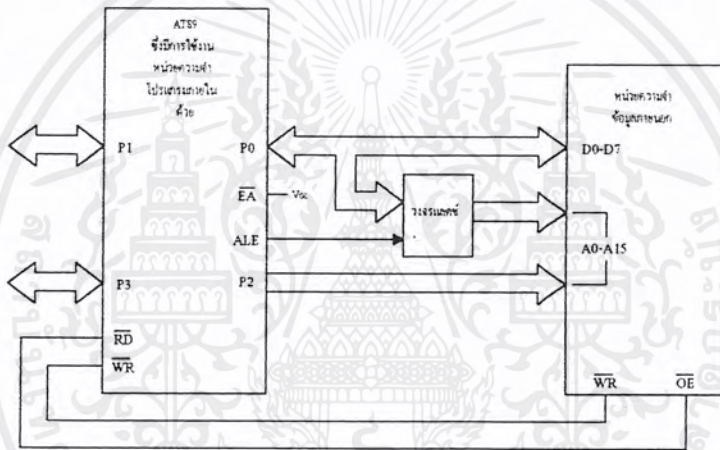 AT89
ซึ่งมีการใช้งาน
หน่วยความจำ
โปรแกรมภายใน
ด้วย
หน่วยความจำ
ข้อมูลภายนอก
P1
P0
D0-D7
EA
Vcc
วงจรแลตช์
ALE
A0-A15
P3
P2
RD
WR
WR
OE